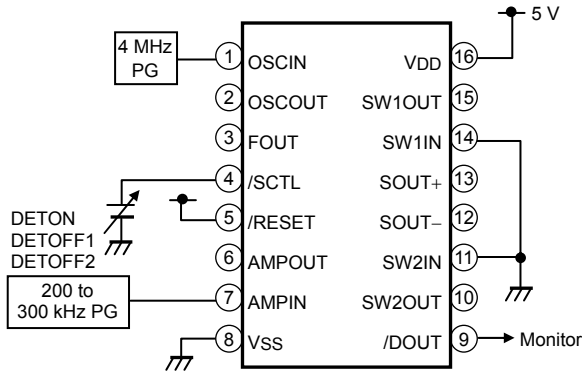 5 V
4 MHz
PG
1 OSCIN
VDD 16
2 OSCOUT
SW1OUT 15
3 FOUT
SW1IN 14
4 /SCTL
SOUT+ 13
DETON
DETOFF1
DETOFF2
5 /RESET
SOUT− 12
6 AMPOUT
SW2IN 11
200 to
300 kHz PG
7 AMPIN
SW2OUT 10
8 VSS
/DOUT 9 Monitor